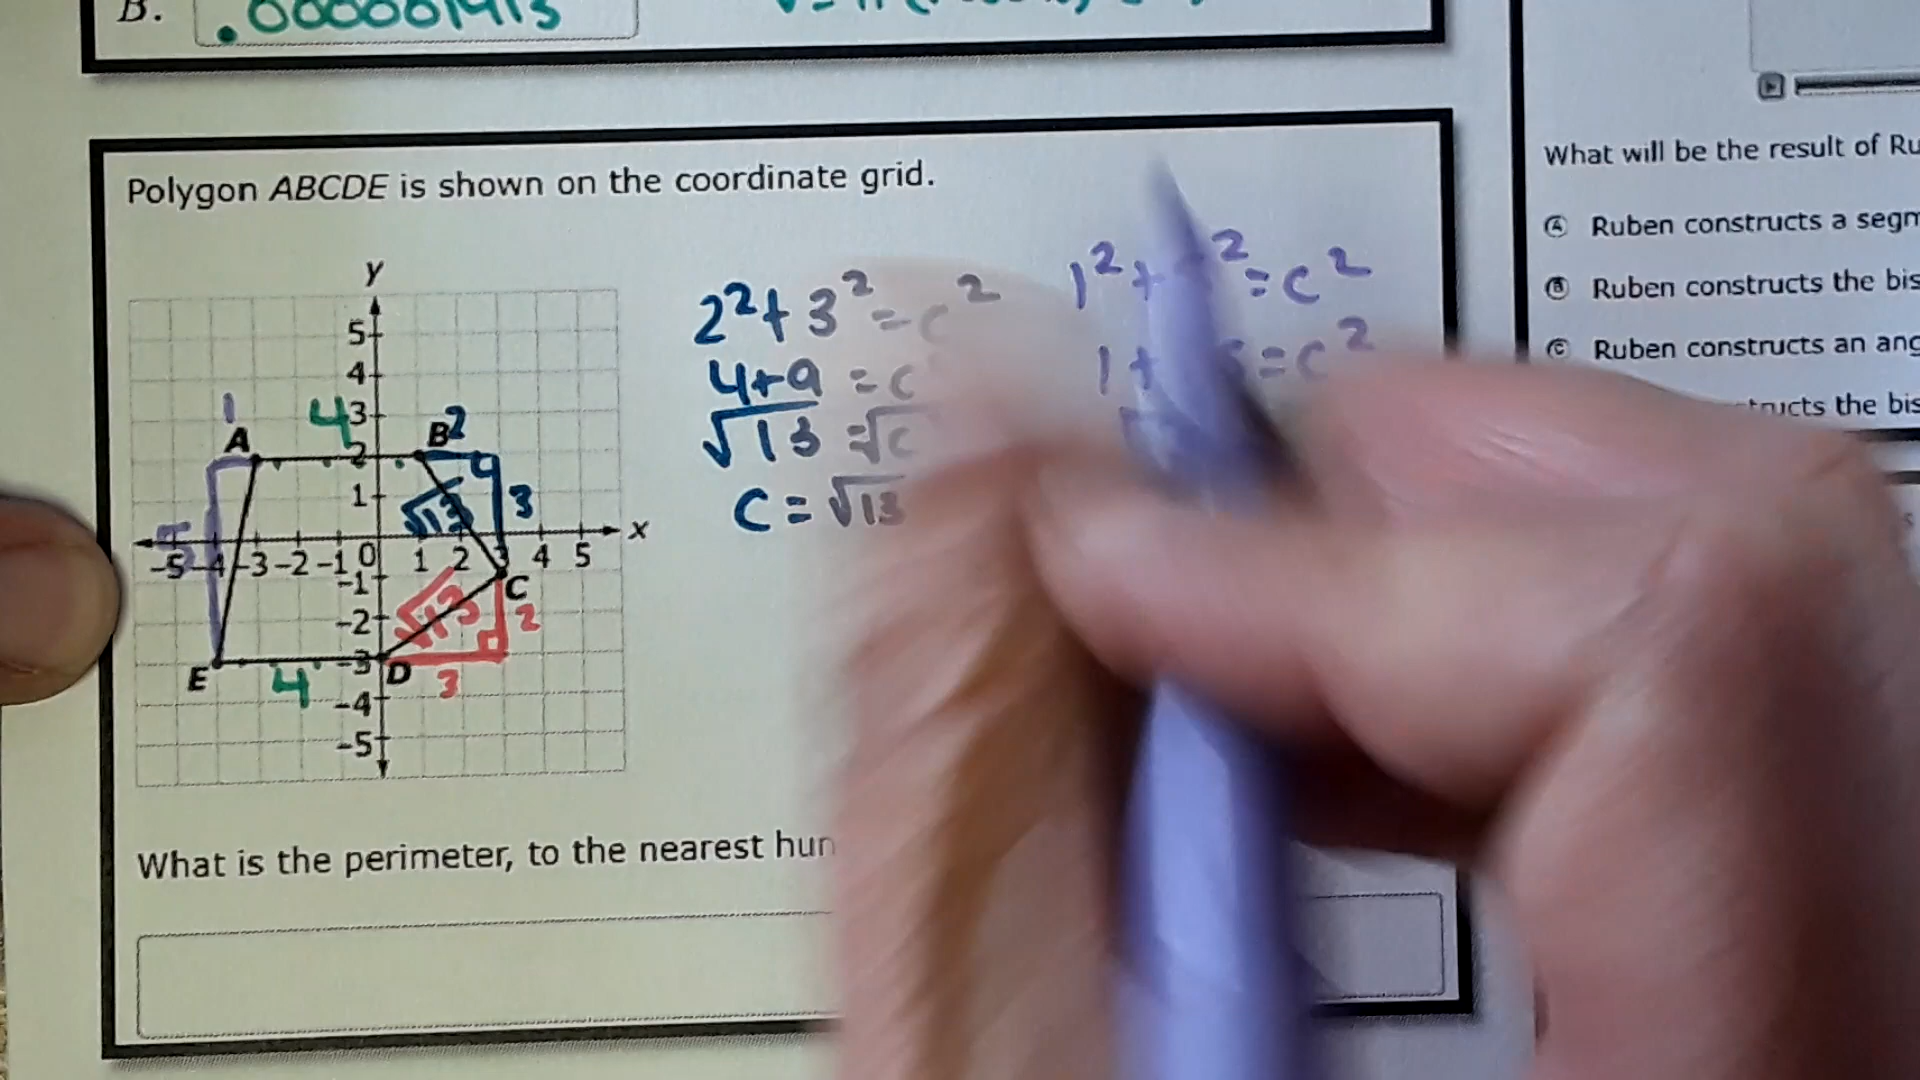 B. .000001413
Polygon ABCDE is shown on the coordinate grid.
y
5
4
3
2
1
0
-5 -4 -3 -2 -1
1 2 3 4 5
x
-1
-2
-3
-4
-5
A
B
C
D
E
1
4
2
3
√13
√13
2
3
4
5
2² + 3² = c²
4+9 = c
√13 = √c
c = √13
1² + ² = c²
1 + = c²
What is the perimeter, to the nearest hun
What will be the result of Ru
A Ruben constructs a segm
B Ruben constructs the bis
C Ruben constructs an ang
tructs the bis